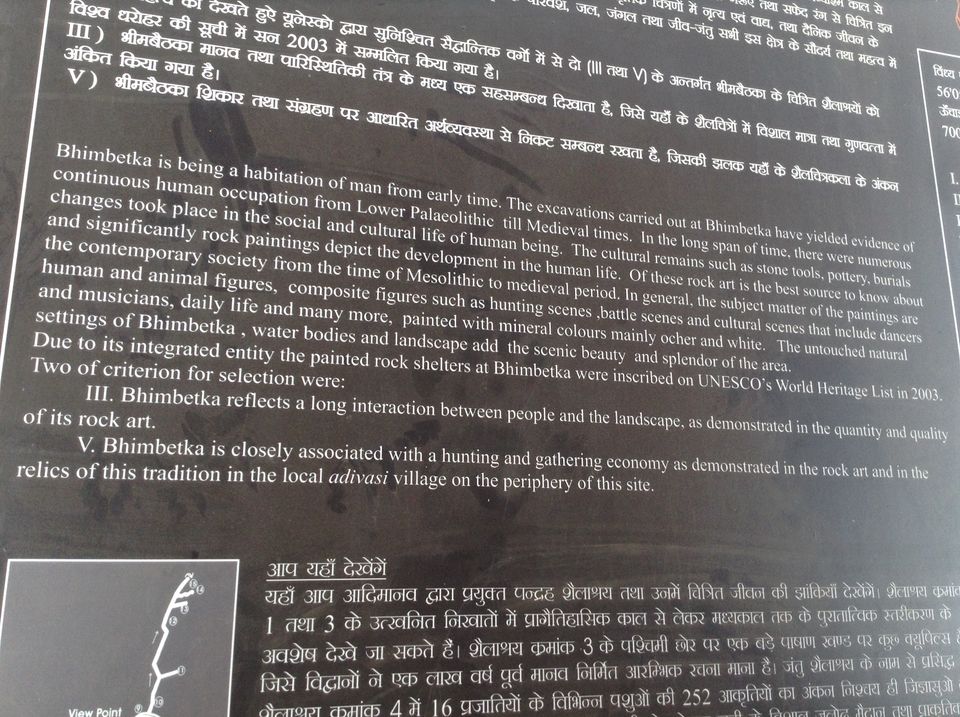 को देखते हुए यूनेस्को द्वारा सुनिश्चित सैद्धान्तिक वर्गो में से दो (III तथा V) के अन्तर्गत भीमबैठका के चित्रित शैलाश्रयों को
विश्व धरोहर की सूची में सन 2003 में सम्मालित किया गया है।
III ) भीमबैठका मानव तथा पारिस्थितिकी तंत्र के मध्य एक सहसम्बन्ध दिखाता है, जिसे यहाँ के शैलचित्रों में विशाल मात्रा तथा गुणवत्ता में
अंकित किया गया है।
V ) भीमबैठका शिकार तथा संग्रहण पर आधारित अर्थव्यवस्था से निकट सम्बन्ध रखता है, जिसकी झलक यहाँ के शैलचित्रकला के अंकन
Bhimbetka is being a habitation of man from early time. The excavations carried out at Bhimbetka have yielded evidence of
continuous human occupation from Lower Palaeolithic till Medieval times. In the long span of time, there were numerous
changes took place in the social and cultural life of human being. The cultural remains such as stone tools, pottery, burials
and significantly rock paintings depict the development in the human life. Of these rock art is the best source to know about
the contemporary society from the time of Mesolithic to medieval period. In general, the subject matter of the paintings are
human and animal figures, composite figures such as hunting scenes ,battle scenes and cultural scenes that include dancers
and musicians, daily life and many more, painted with mineral colours mainly ocher and white. The untouched natural
settings of Bhimbetka , water bodies and landscape add the scenic beauty and splendor of the area.
Due to its integrated entity the painted rock shelters at Bhimbetka were inscribed on UNESCO's World Heritage List in 2003.
Two of criterion for selection were:
III. Bhimbetka reflects a long interaction between people and the landscape, as demonstrated in the quantity and quality
of its rock art.
V. Bhimbetka is closely associated with a hunting and gathering economy as demonstrated in the rock art and in the
relics of this tradition in the local adivasi village on the periphery of this site.
आप यहाँ देखेंगें
यहाँ आप आदिमानव द्वारा प्रयुक्त पन्द्रह शैलाश्रय तथा उनमें चित्रित जीवन की झांकियाँ देखेंगें। शैलाश्रय
1 तथा 3 के उत्खनित निखातों में प्रागैतिहासिक काल से लेकर मध्यकाल तक के पुरातात्विक स्तरीकरण के
अवशेष देखे जा सकते हैं। शैलाश्रय क्रमांक 3 के पश्चिमी छोर पर एक बड़े पाषाण खण्ड पर कुछ क्यूपिल्स
जिसे विद्वानों ने एक लाख वर्ष पूर्व मानव निर्मित आरम्भिक रचना माना है। जंतु शैलाश्रय के नाम से प्रसिद्ध
शैलाश्रय क्रमांक 4 में 16 प्रजातियों के विभिन्न पशुओं की 252 आकृतियों का अंकन निश्चय ही जिज्ञासुओ
View Point